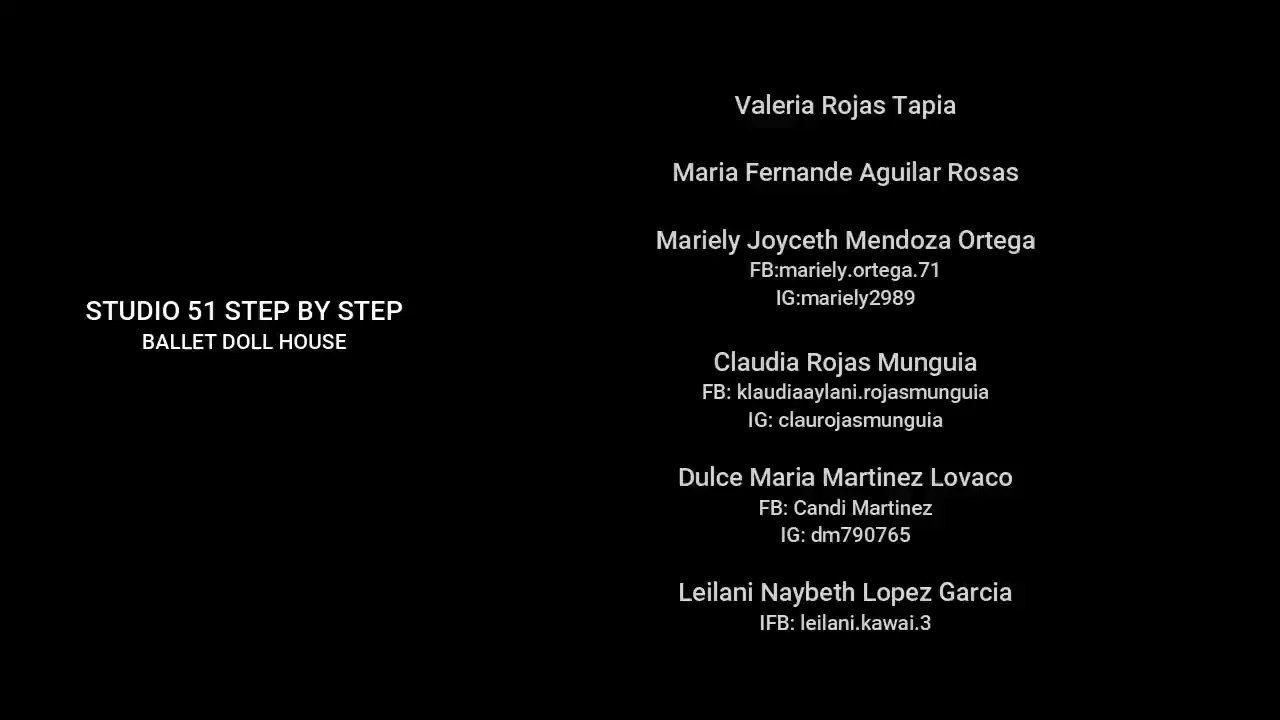 STUDIO 51 STEP BY STEP
BALLET DOLL HOUSE
Valeria Rojas Tapia
Maria Fernande Aguilar Rosas
Mariely Joyceth Mendoza Ortega
FB:mariely.ortega.71
IG:mariely2989
Claudia Rojas Munguia
FB: klaudiaaylani.rojasmunguia
IG: claurojasmunguia
Dulce Maria Martinez Lovaco
FB: Candi Martinez
IG: dm790765
Leilani Naybeth Lopez Garcia
IFB: leilani.kawai.3